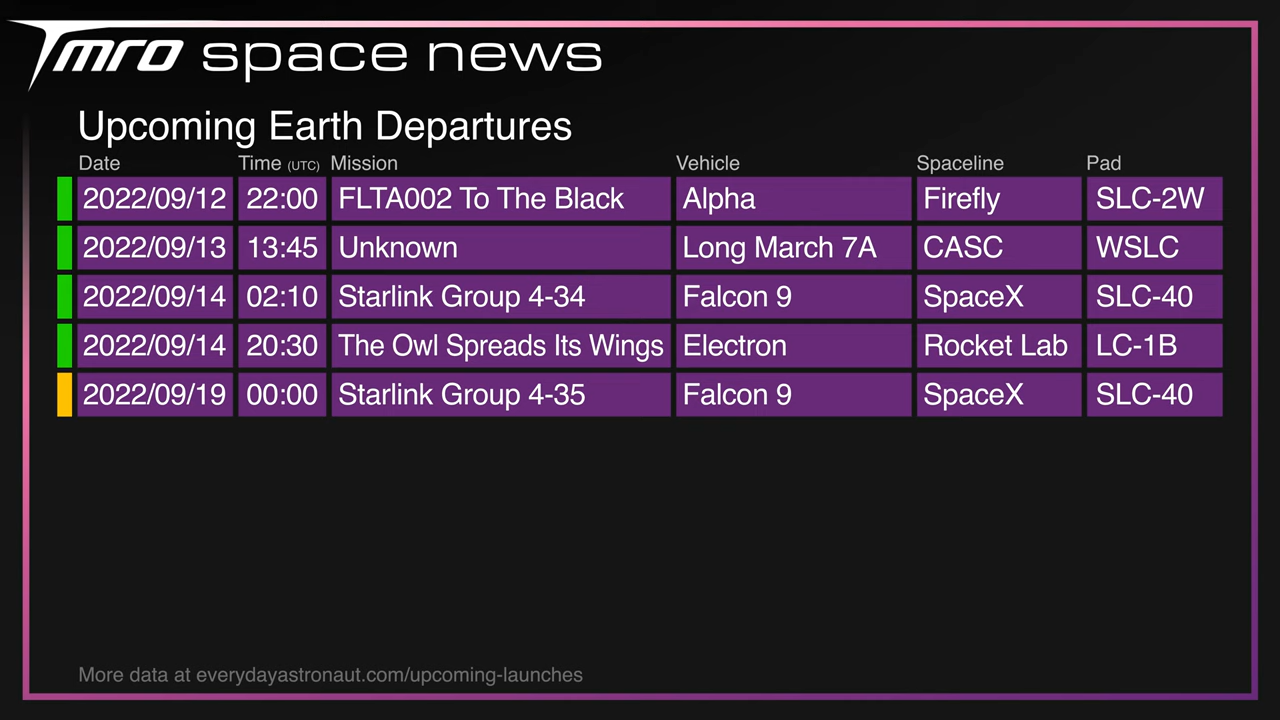 Tmro space news
Upcoming Earth Departures
Date Time (UTC) Mission Vehicle Spaceline Pad
2022/09/12 22:00 FLTA002 To The Black Alpha Firefly SLC-2W
2022/09/13 13:45 Unknown Long March 7A CASC WSLC
2022/09/14 02:10 Starlink Group 4-34 Falcon 9 SpaceX SLC-40
2022/09/14 20:30 The Owl Spreads Its Wings Electron Rocket Lab LC-1B
2022/09/19 00:00 Starlink Group 4-35 Falcon 9 SpaceX SLC-40
More data at everydayastronaut.com/upcoming-launches